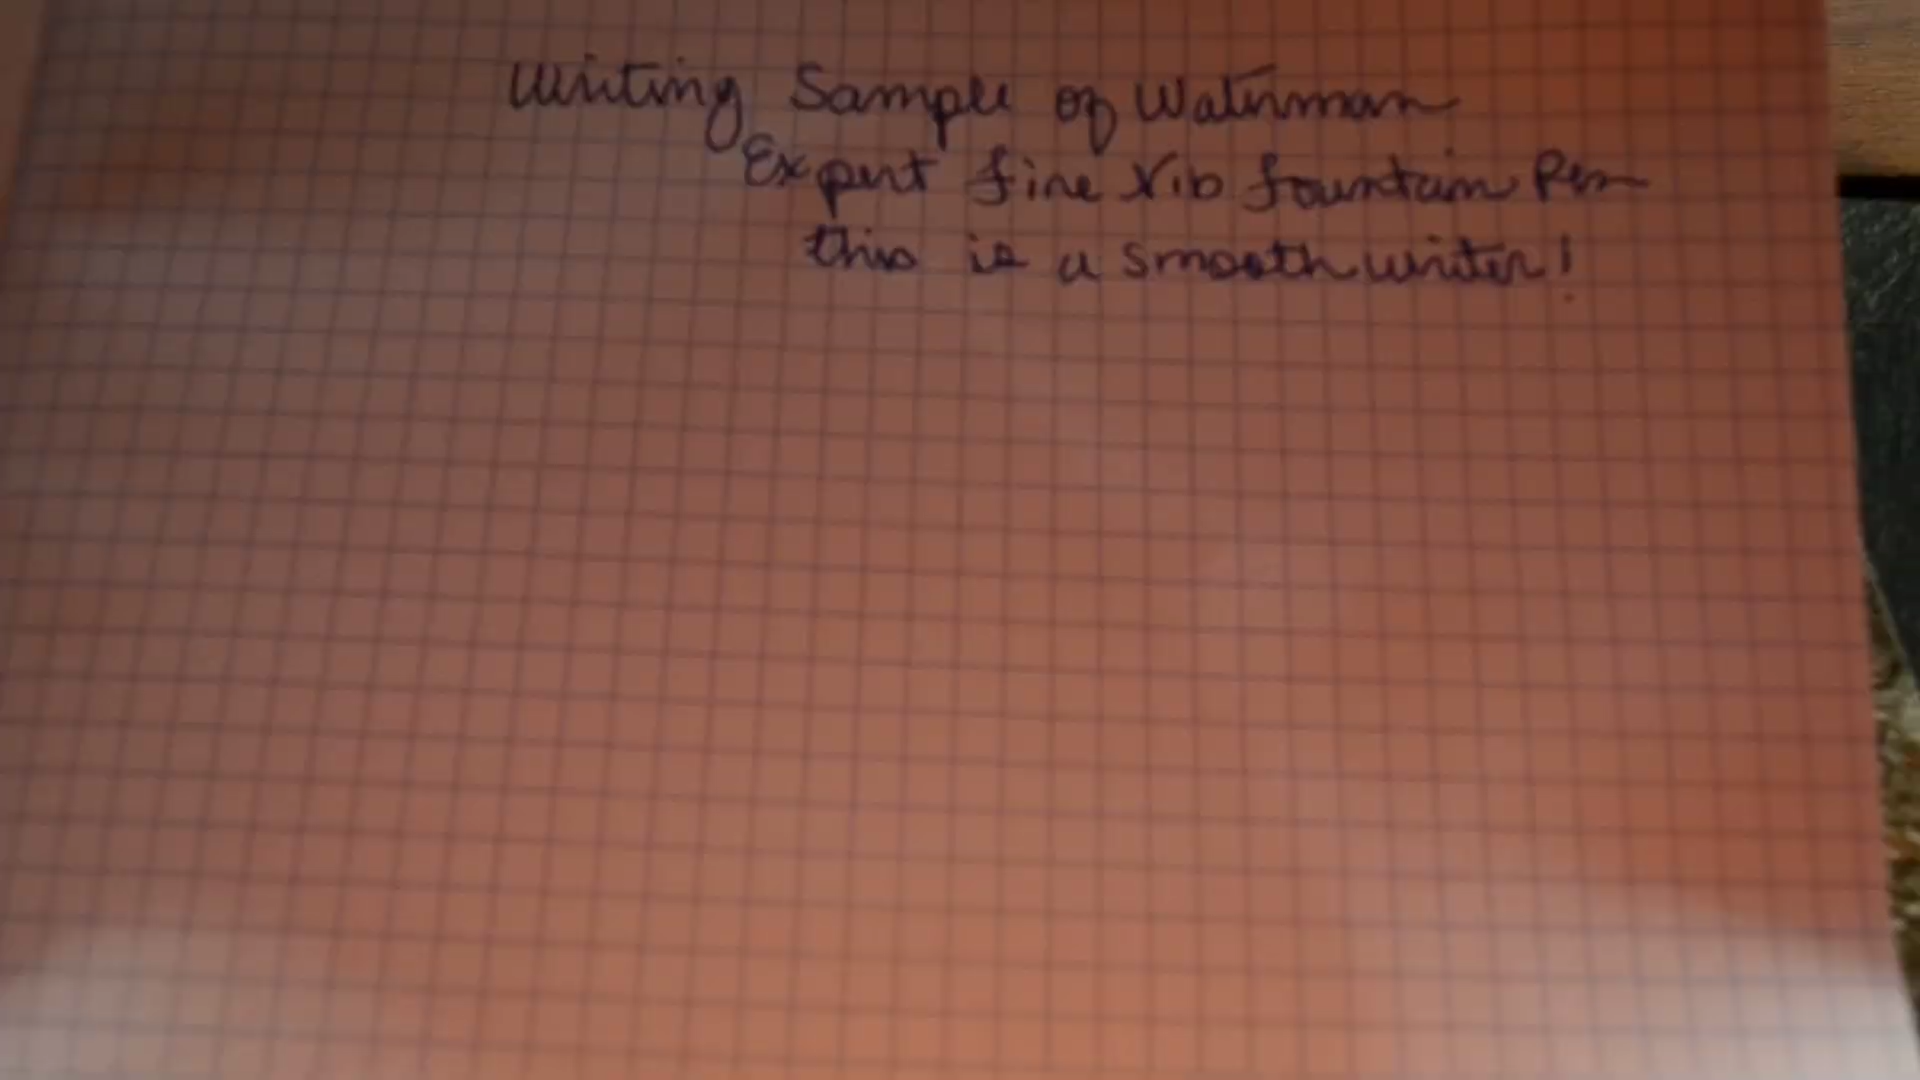 Writing Sample of Waterman
Expert fine Nib fountain Pen
this is a smooth writer!